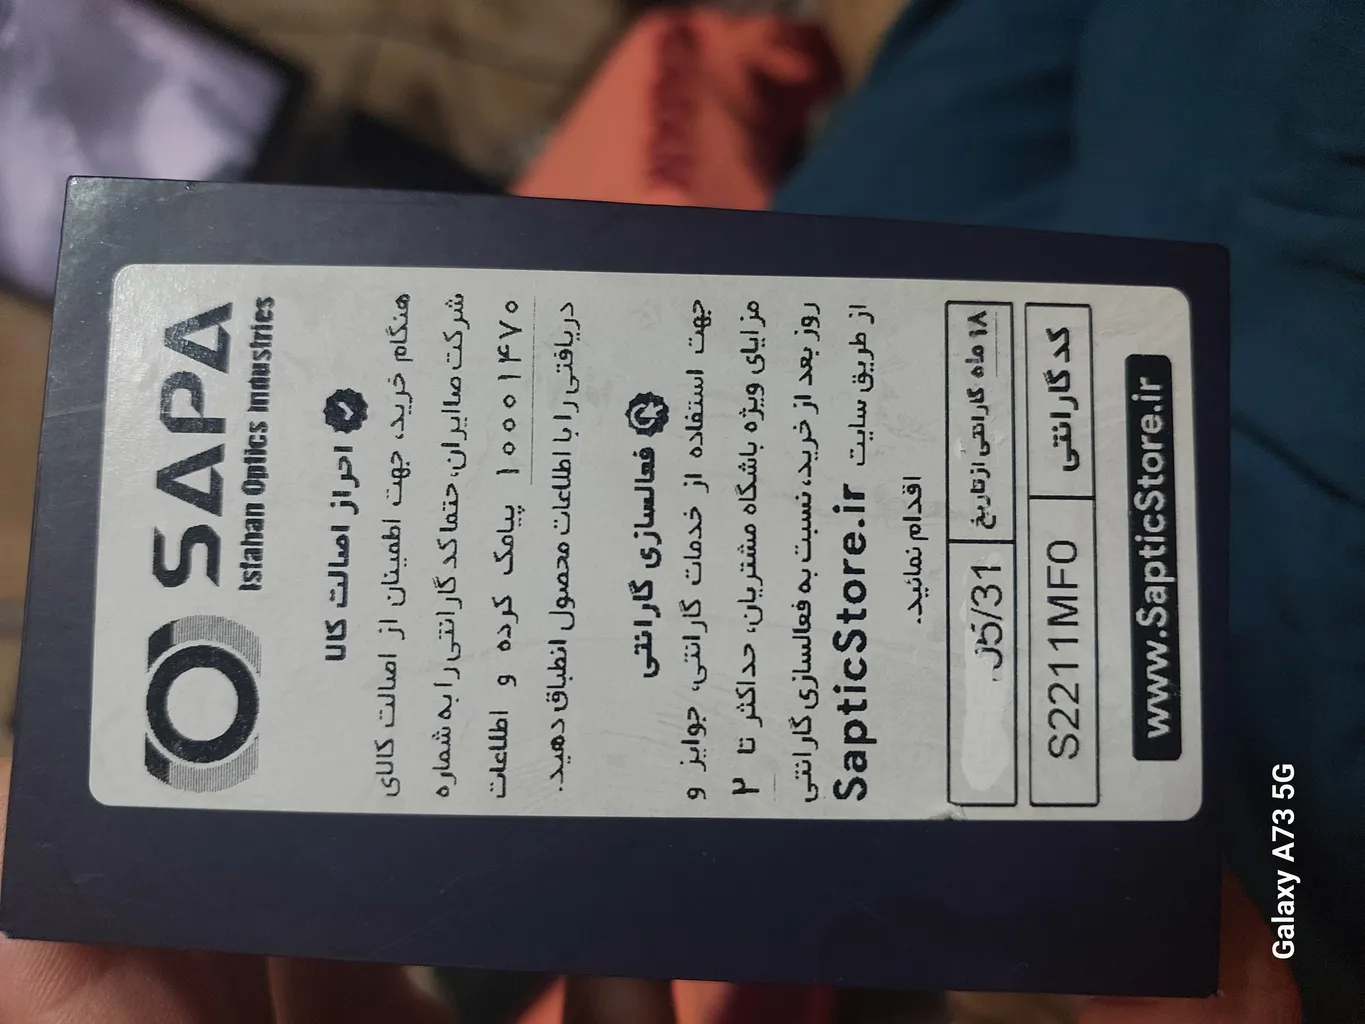 SAPA
Isfahan Optics Industries
احراز اصالت کالا
هنگام خرید، جهت اطمینان از اصالت کالای
شرکت صاایران، حتما کد گارانتی را به شماره
۱۰۰۰۱۴۷۰ پیامک کرده و اطلاعات
دریافتی را با اطلاعات محصول انطباق دهید.
فعالسازی گارانتی
جهت استفاده از خدمات گارانتی، جوایز و
مزایای ویژه باشگاه مشتریان، حداکثر تا ۲
روز بعد از خرید، نسبت به فعالسازی گارانتی
از طریق سایت SapticStore.ir
اقدام نمائید.
۱۸ ماه گارانتی از تاریخ 5/31
کد گارانتی S2211MF0
www.SapticStore.ir
Galaxy A73 5G